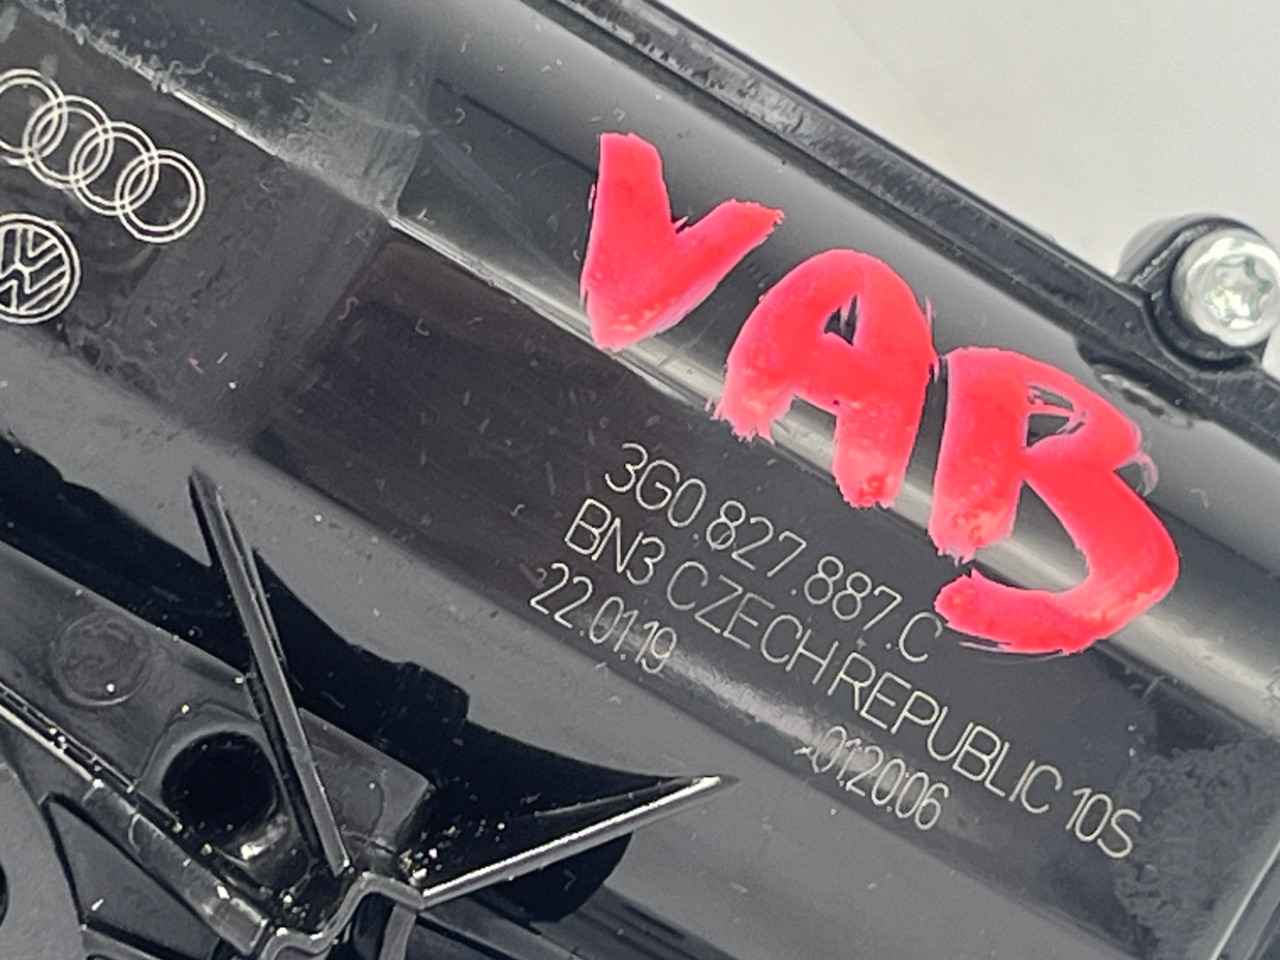 VAB
3G0.827.887.C
BN3 CZECH REPUBLIC 10S
22.01.19 01:20:06